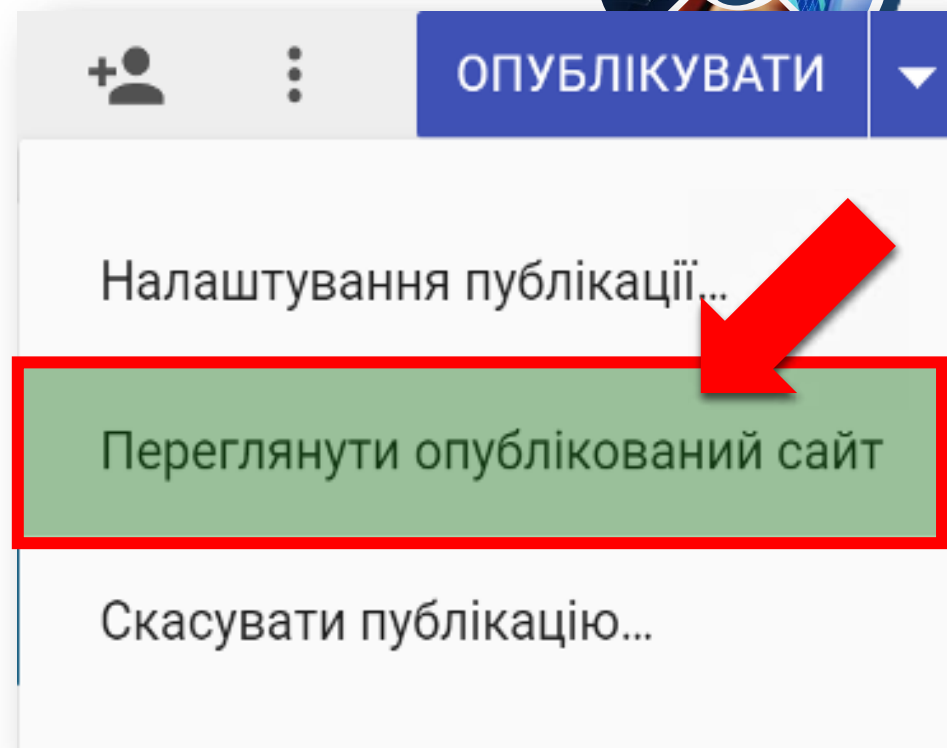 ОПУБЛІКУВАТИ
Налаштування публікації...
Переглянути опублікований сайт
Скасувати публікацію...